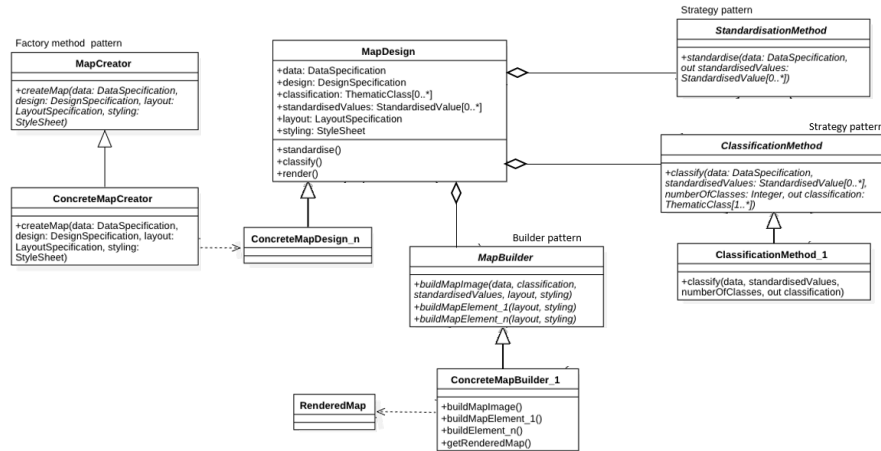 Factory method pattern
MapCreator
+createMap(data: DataSpecification,
design: DesignSpecification, layout:
LayoutSpecification, styling:
StyleSheet)
ConcreteMapCreator
+createMap(data: DataSpecification,
design: DesignSpecification, layout:
LayoutSpecification, styling:
StyleSheet)
MapDesign
+data: DataSpecification
+design: DesignSpecification
+classification: ThematicClass[0..*]
+standardisedValues: StandardisedValue[0..*]
+layout: LayoutSpecification
+styling: StyleSheet
+standardise()
+classify()
+render()
ConcreteMapDesign_n
Strategy pattern
StandardisationMethod
+standardise(data: DataSpecification,
out standardisedValues:
StandardisedValue[0..*])
Strategy pattern
ClassificationMethod
+classify(data: DataSpecification,
standardisedValues: StandardisedValue[0..*],
numberOfClasses: Integer, out classification:
ThematicClass[1..*])
ClassificationMethod_1
+classify(data, standardisedValues,
numberOfClasses, out classification)
Builder pattern
MapBuilder
+buildMapImage(data, classification,
standardisedValues, layout, styling)
+buildMapElement_1(layout, styling)
+buildMapElement_n(layout, styling)
ConcreteMapBuilder_1
+buildMapImage()
+buildMapElement_1()
+buildElement_n()
+getRenderedMap()
RenderedMap